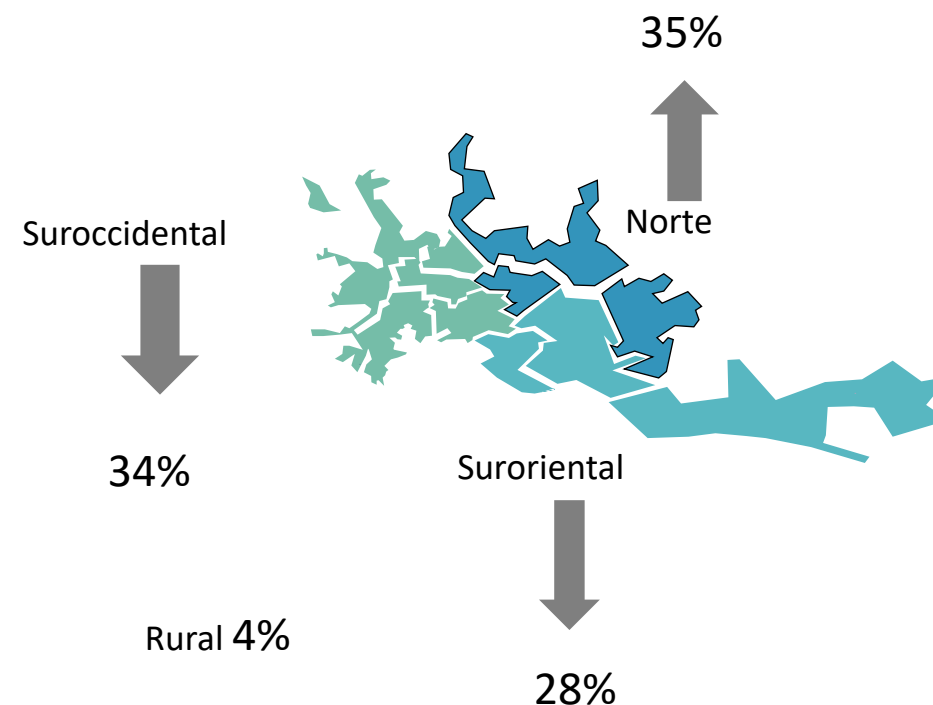 35%
Norte
Suroccidental
34%
Suroriental
Rural 4%
28%